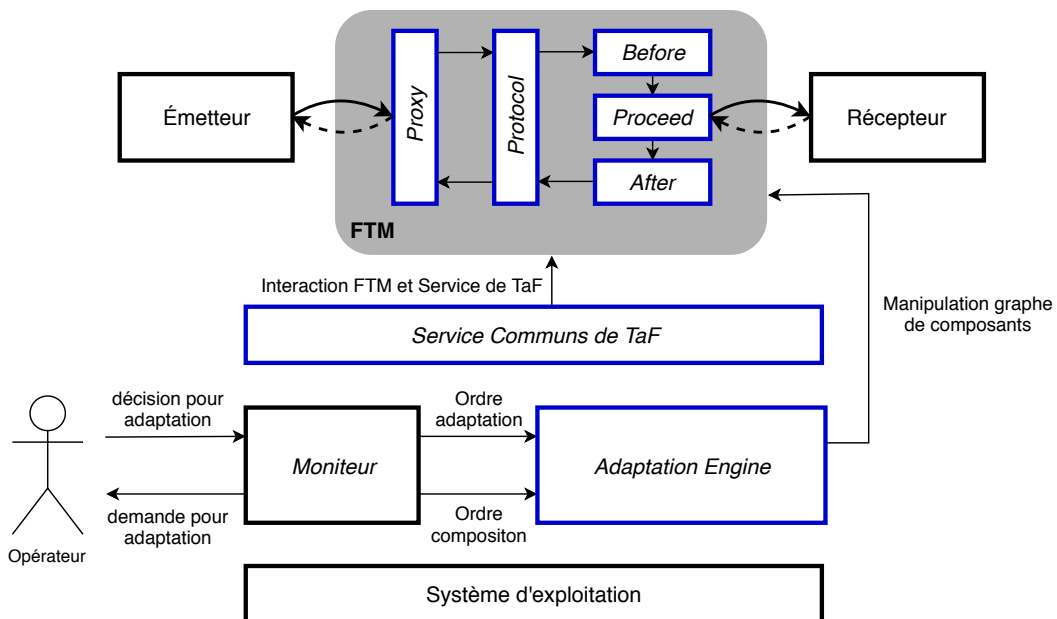 Émetteur
Proxy
Protocol
Before
Proceed
After
Récepteur
FTM
Interaction FTM et Service de TaF
Manipulation graphe
de composants
Service Communs de TaF
décision pour
adaptation
Ordre
adaptation
Moniteur
Adaptation Engine
demande pour
adaptation
Ordre
compositon
Opérateur
Système d'exploitation